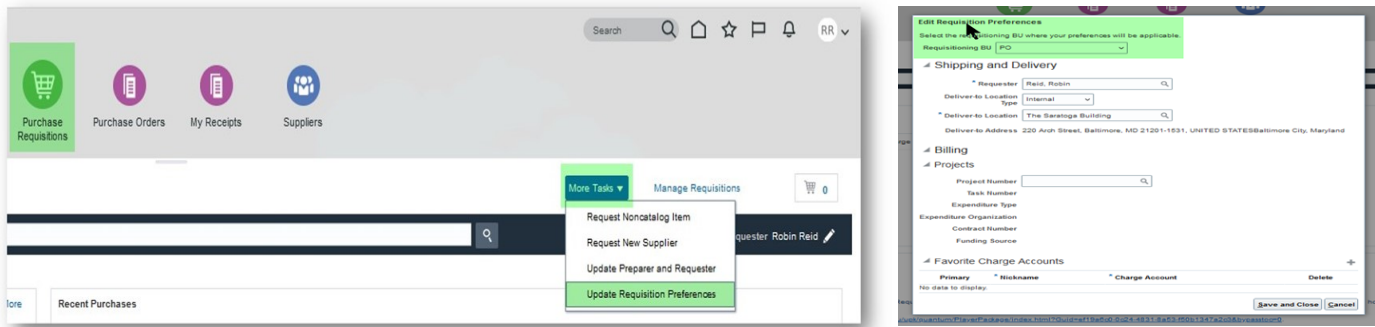 Search
RR
Purchase
Requisitions
Purchase Orders
My Receipts
Suppliers
More Tasks
Manage Requisitions
0
Request Noncatalog Item
Request New Supplier
quester Robin Reid
Update Preparer and Requester
Update Requisition Preferences
More
Recent Purchases
Edit Requisition Preferences
Select the requisitioning BU where your preferences will be applicable.
Requisitioning BU PO
Shipping and Delivery
* Requester Reid, Robin
Deliver-to Location
Type Internal
* Deliver-to Location The Saratoga Building
Deliver-to Address 220 Arch Street, Baltimore, MD 21201-1531, UNITED STATESBaltimore City, Maryland
Billing
Projects
Project Number
Task Number
Expenditure Type
Expenditure Organization
Contract Number
Funding Source
Favorite Charge Accounts
Primary * Nickname * Charge Account Delete
No data to display.
Save and Close Cancel